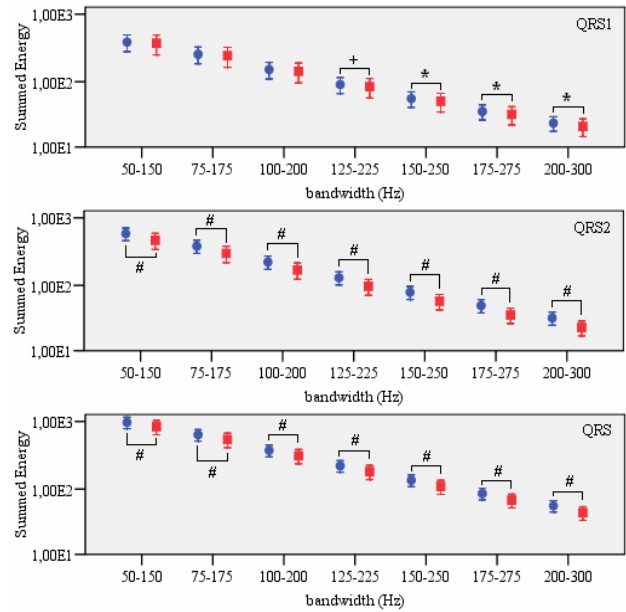 1,00E3
QRS1
Summed Energy
1,00E2
+
*
*
*
1,00E1
50-150 75-175 100-200 125-225 150-250 175-275 200-300
bandwidth (Hz)
1,00E3
QRS2
Summed Energy
#
#
#
#
#
#
#
1,00E2
1,00E1
50-150 75-175 100-200 125-225 150-250 175-275 200-300
bandwidth (Hz)
1,00E3
QRS
Summed Energy
#
#
#
#
#
#
#
1,00E2
1,00E1
50-150 75-175 100-200 125-225 150-250 175-275 200-300
bandwidth (Hz)